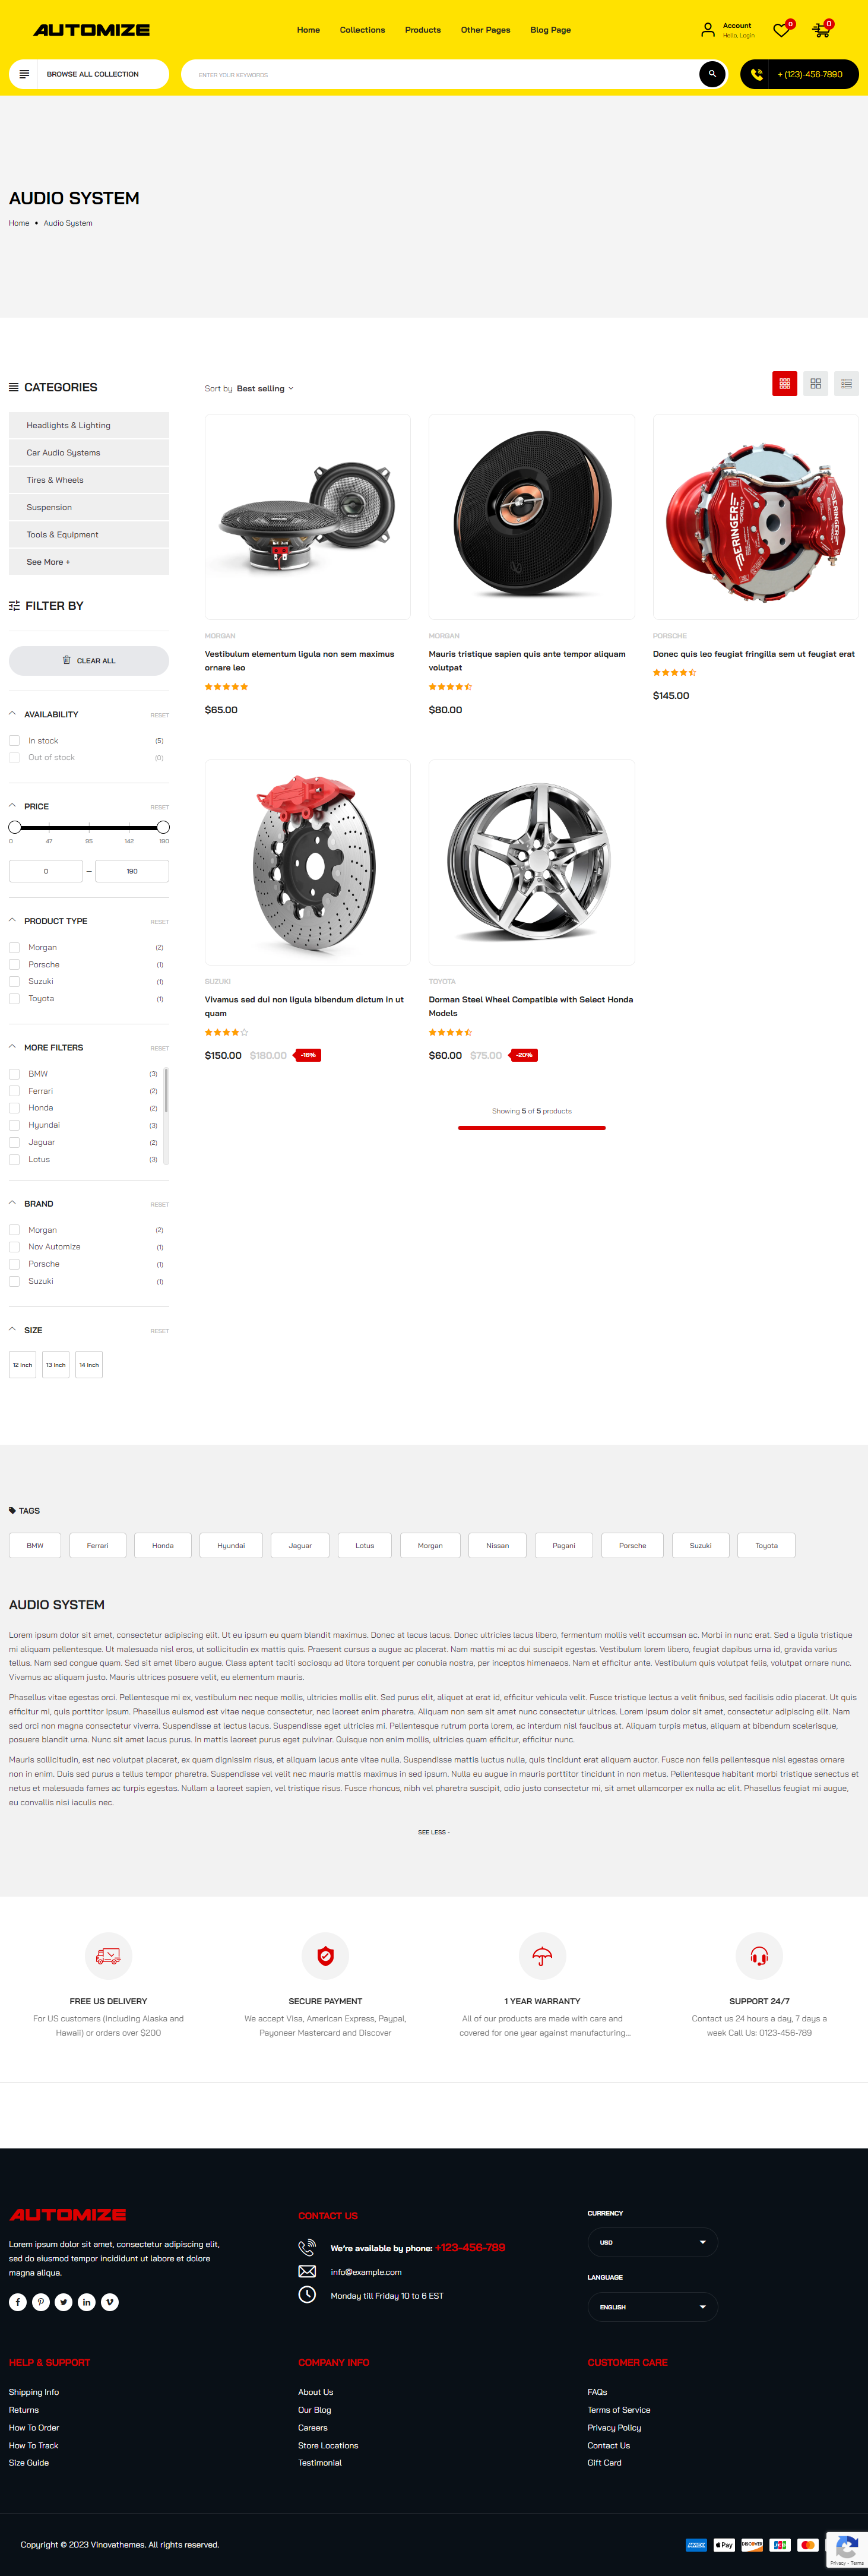 AUTOMIZE
Home
Collections
Products
Other Pages
Blog Page
Account
Hello, Login
0
0
BROWSE ALL COLLECTION
ENTER YOUR KEYWORDS
+ (123)-456-7890
AUDIO SYSTEM
Home • Audio System
CATEGORIES
Headlights & Lighting
Car Audio Systems
Tires & Wheels
Suspension
Tools & Equipment
See More +
FILTER BY
CLEAR ALL
AVAILABILITY
RESET
In stock (5)
Out of stock (0)
PRICE
RESET
0 47 95 142 190
0 — 190
PRODUCT TYPE
RESET
Morgan (2)
Porsche (1)
Suzuki (1)
Toyota (1)
MORE FILTERS
RESET
BMW (3)
Ferrari (2)
Honda (2)
Hyundai (3)
Jaguar (2)
Lotus (3)
BRAND
RESET
Morgan (2)
Nov Automize (1)
Porsche (1)
Suzuki (1)
SIZE
RESET
12 Inch
13 Inch
14 Inch
Sort by Best selling
MORGAN
Vestibulum elementum ligula non sem maximus
ornare leo
$65.00
MORGAN
Mauris tristique sapien quis ante tempor aliquam
volutpat
$80.00
BERINGER
BERINGER
PORSCHE
Donec quis leo feugiat fringilla sem ut feugiat erat
$145.00
SUZUKI
Vivamus sed dui non ligula bibendum dictum in ut
quam
$150.00 $180.00 -16%
TOYOTA
Dorman Steel Wheel Compatible with Select Honda
Models
$60.00 $75.00 -20%
Showing 5 of 5 products
TAGS
BMW
Ferrari
Honda
Hyundai
Jaguar
Lotus
Morgan
Nissan
Pagani
Porsche
Suzuki
Toyota
AUDIO SYSTEM
Lorem ipsum dolor sit amet, consectetur adipiscing elit. Ut eu ipsum eu quam blandit maximus. Donec at lacus lacus. Donec ultricies lacus libero, fermentum mollis velit accumsan ac. Morbi in nunc erat. Sed a ligula tristique
mi aliquam pellentesque. Ut malesuada nisl eros, ut sollicitudin ex mattis quis. Praesent cursus a augue ac placerat. Nam mattis mi ac dui suscipit egestas. Vestibulum lorem libero, feugiat dapibus urna id, gravida varius
tellus. Nam sed congue quam. Sed sit amet libero augue. Class aptent taciti sociosqu ad litora torquent per conubia nostra, per inceptos himenaeos. Nam et efficitur ante. Vestibulum quis volutpat felis, volutpat ornare nunc.
Vivamus ac aliquam justo. Mauris ultrices posuere velit, eu elementum mauris.
Phasellus vitae egestas orci. Pellentesque mi ex, vestibulum nec neque mollis, ultricies mollis elit. Sed purus elit, aliquet at erat id, efficitur vehicula velit. Fusce tristique lectus a velit finibus, sed facilisis odio placerat. Ut quis
efficitur mi, quis porttitor ipsum. Phasellus euismod est vitae neque consectetur, nec laoreet enim pharetra. Aliquam non sem sit amet nunc consectetur ultrices. Lorem ipsum dolor sit amet, consectetur adipiscing elit. Nam
sed orci non magna consectetur viverra. Suspendisse at lectus lacus. Suspendisse eget ultricies mi. Pellentesque rutrum porta lorem, ac interdum nisl faucibus at. Aliquam turpis metus, aliquam at bibendum scelerisque,
posuere blandit urna. Nunc sit amet lacus purus. In mattis laoreet purus eget pulvinar. Quisque non enim mollis, ultricies quam efficitur, efficitur nunc.
Mauris sollicitudin, est nec volutpat placerat, ex quam dignissim risus, et aliquam lacus ante vitae nulla. Suspendisse mattis luctus nulla, quis tincidunt erat aliquam auctor. Fusce non felis pellentesque nisl egestas ornare
non in enim. Duis sed purus a tellus tempor pharetra. Suspendisse vel velit nec mauris mattis maximus in sed ipsum. Nulla eu augue in mauris porttitor tincidunt in non metus. Pellentesque habitant morbi tristique senectus et
netus et malesuada fames ac turpis egestas. Nullam a laoreet sapien, vel tristique risus. Fusce rhoncus, nibh vel pharetra suscipit, odio justo consectetur mi, sit amet ullamcorper ex nulla ac elit. Phasellus feugiat mi augue,
eu convallis nisi iaculis nec.
SEE LESS -
FREE US DELIVERY
For US customers (including Alaska and
Hawaii) or orders over $200
SECURE PAYMENT
We accept Visa, American Express, Paypal,
Payoneer Mastercard and Discover
1 YEAR WARRANTY
All of our products are made with care and
covered for one year against manufacturing...
SUPPORT 24/7
Contact us 24 hours a day, 7 days a
week Call Us: 0123-456-789
AUTOMIZE
Lorem ipsum dolor sit amet, consectetur adipiscing elit,
sed do eiusmod tempor incididunt ut labore et dolore
magna aliqua.
CONTACT US
We're available by phone: +123-456-789
info@example.com
Monday till Friday 10 to 6 EST
CURRENCY
USD
LANGUAGE
ENGLISH
HELP & SUPPORT
Shipping Info
Returns
How To Order
How To Track
Size Guide
COMPANY INFO
About Us
Our Blog
Careers
Store Locations
Testimonial
CUSTOMER CARE
FAQs
Terms of Service
Privacy Policy
Contact Us
Gift Card
Copyright © 2023 Vinovathemes. All rights reserved.
Pay
DISCOVER
JCB
Privacy - Terms